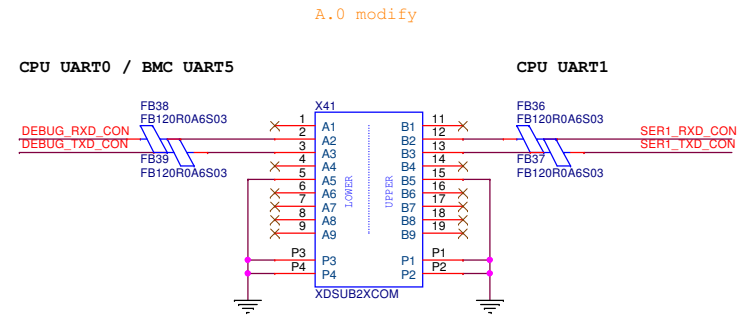 A.0 modify
CPU UART0 / BMC UART5
CPU UART1
FB38
FB120R0A6S03
X41
FB36
FB120R0A6S03
DEBUG_RXD_CON
DEBUG_TXD_CON
SER1_RXD_CON
SER1_TXD_CON
FB39
FB120R0A6S03
FB37
FB120R0A6S03
1 A1 B1 11
2 A2 B2 12
3 A3 B3 13
4 A4 B4 14
5 A5 B5 15
6 A6 B6 16
7 A7 B7 17
8 A8 B8 18
9 A9 B9 19
LOWER
UPPER
P3 P3 P1 P1
P4 P4 P2 P2
XDSUB2XCOM